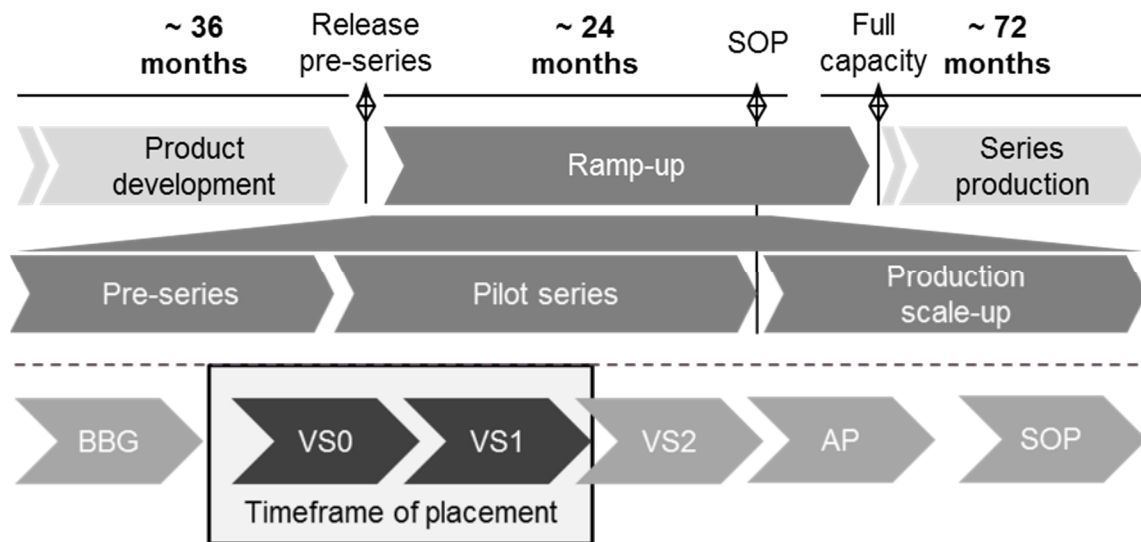 ~ 36 months
Release pre-series
~ 24 months
SOP
Full capacity
~ 72 months
Product development
Ramp-up
Series production
Pre-series
Pilot series
Production scale-up
BBG
VS0
VS1
VS2
AP
SOP
Timeframe of placement